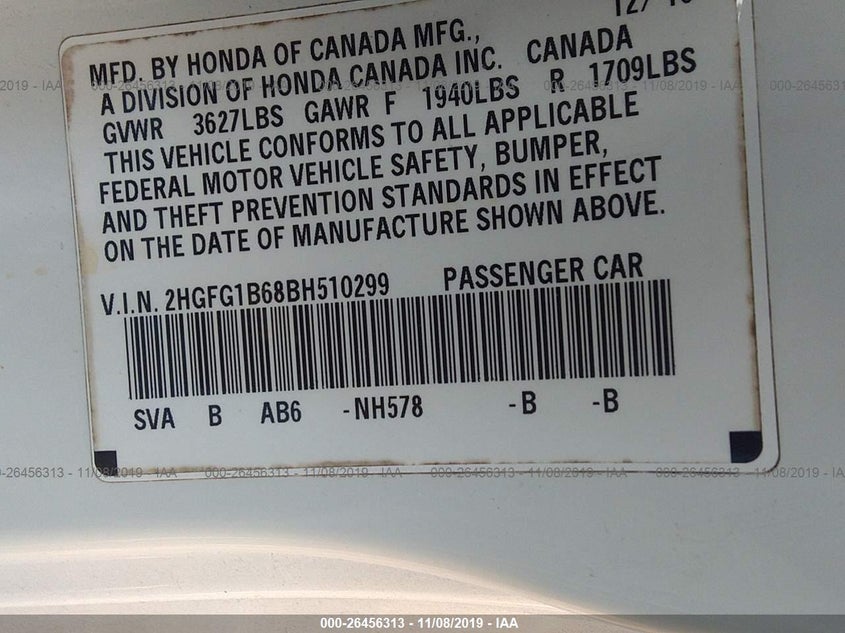 12/10
MFD. BY HONDA OF CANADA MFG.,
A DIVISION OF HONDA CANADA INC. CANADA
GVWR 3627LBS GAWR F 1940LBS R 1709LBS
THIS VEHICLE CONFORMS TO ALL APPLICABLE
FEDERAL MOTOR VEHICLE SAFETY, BUMPER,
AND THEFT PREVENTION STANDARDS IN EFFECT
ON THE DATE OF MANUFACTURE SHOWN ABOVE.
V.I.N. 2HGFG1B68BH510299 PASSENGER CAR
SVA B AB6 -NH578 -B -B
000-26456313 - 11/08/2019 - IAA